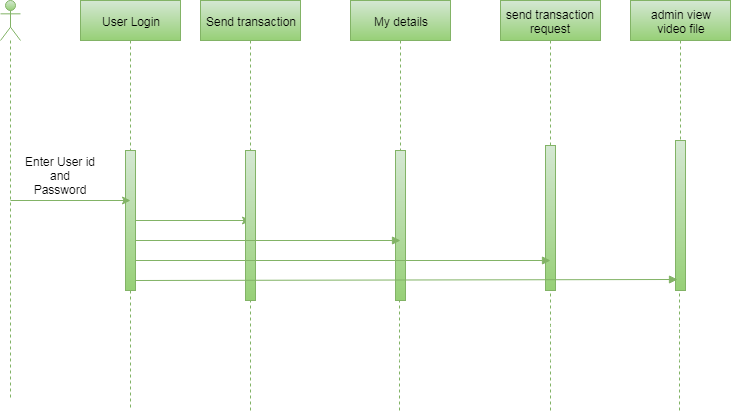 User Login
Send transaction
My details
send transaction
request
admin view
video file
Enter User id
and
Password